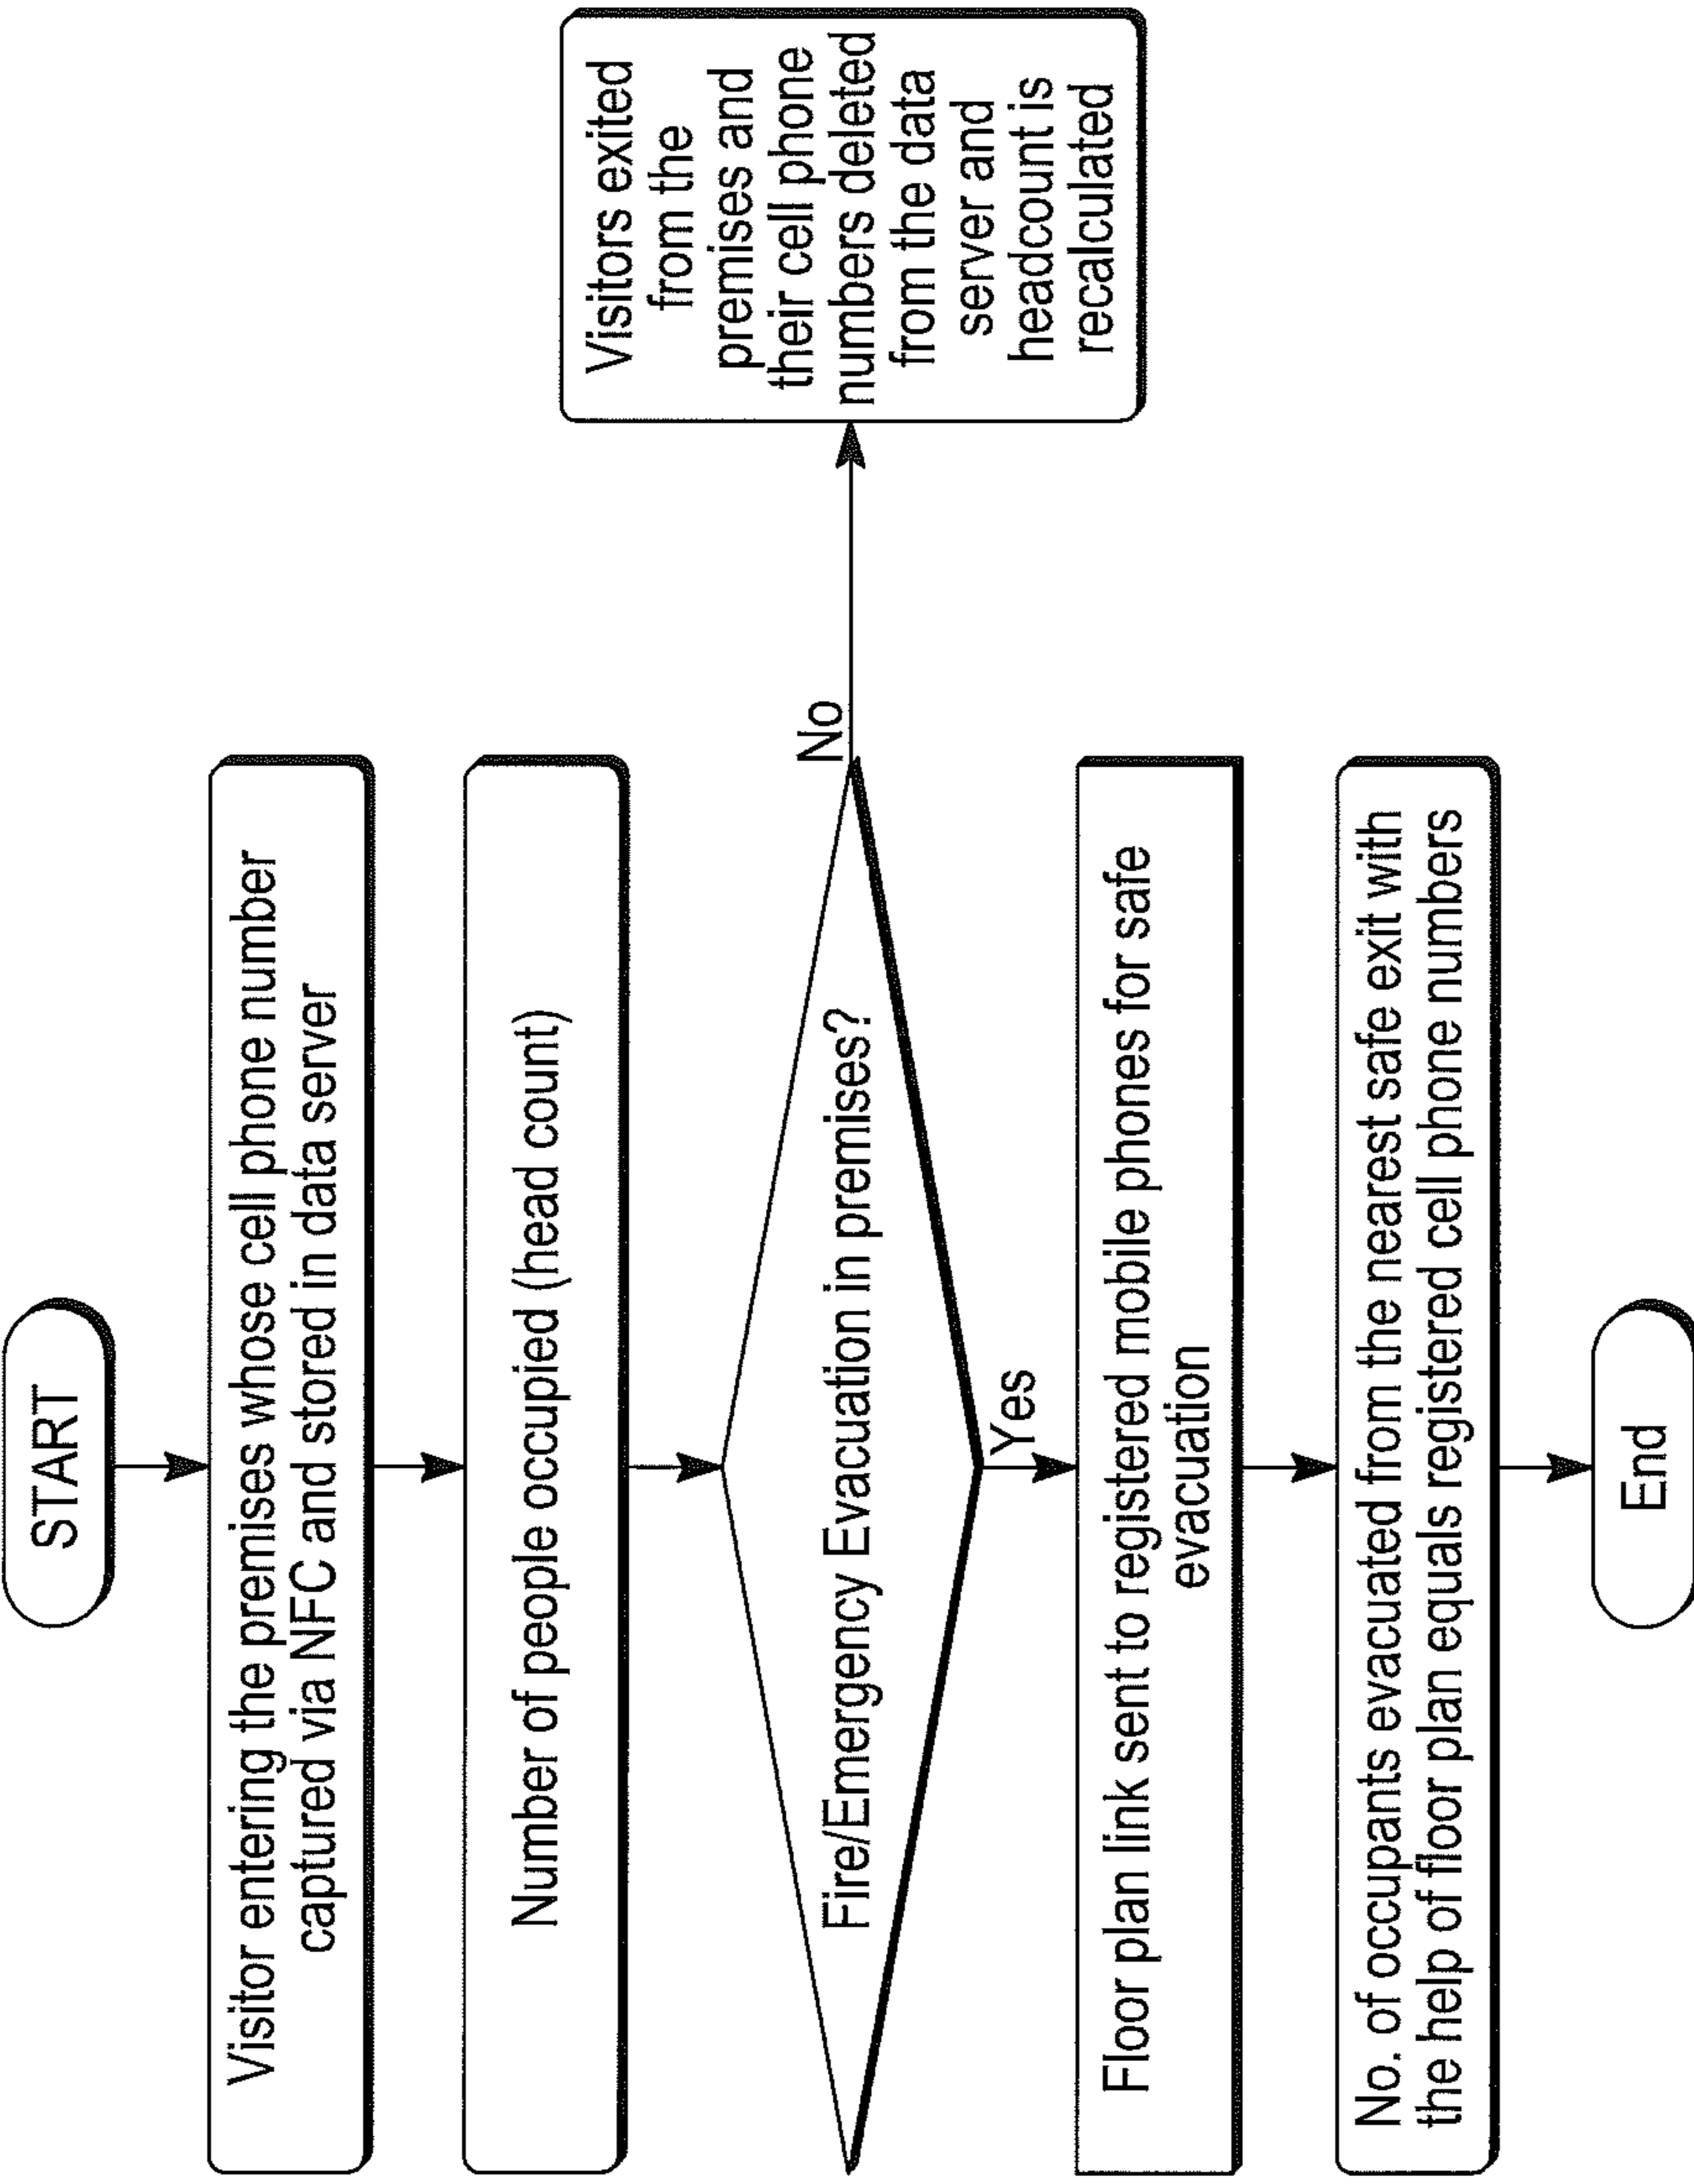 START
Visitor entering the premises whose cell phone number
captured via NFC and stored in data server
Number of people occupied (head count)
Fire/Emergency Evacuation in premises?
No
Visitors exited
from the
premises and
their cell phone
numbers deleted
from the data
server and
headcount is
recalculated
Yes
Floor plan link sent to registered mobile phones for safe
evacuation
No. of occupants evacuated from the nearest safe exit with
the help of floor plan equals registered cell phone numbers
End